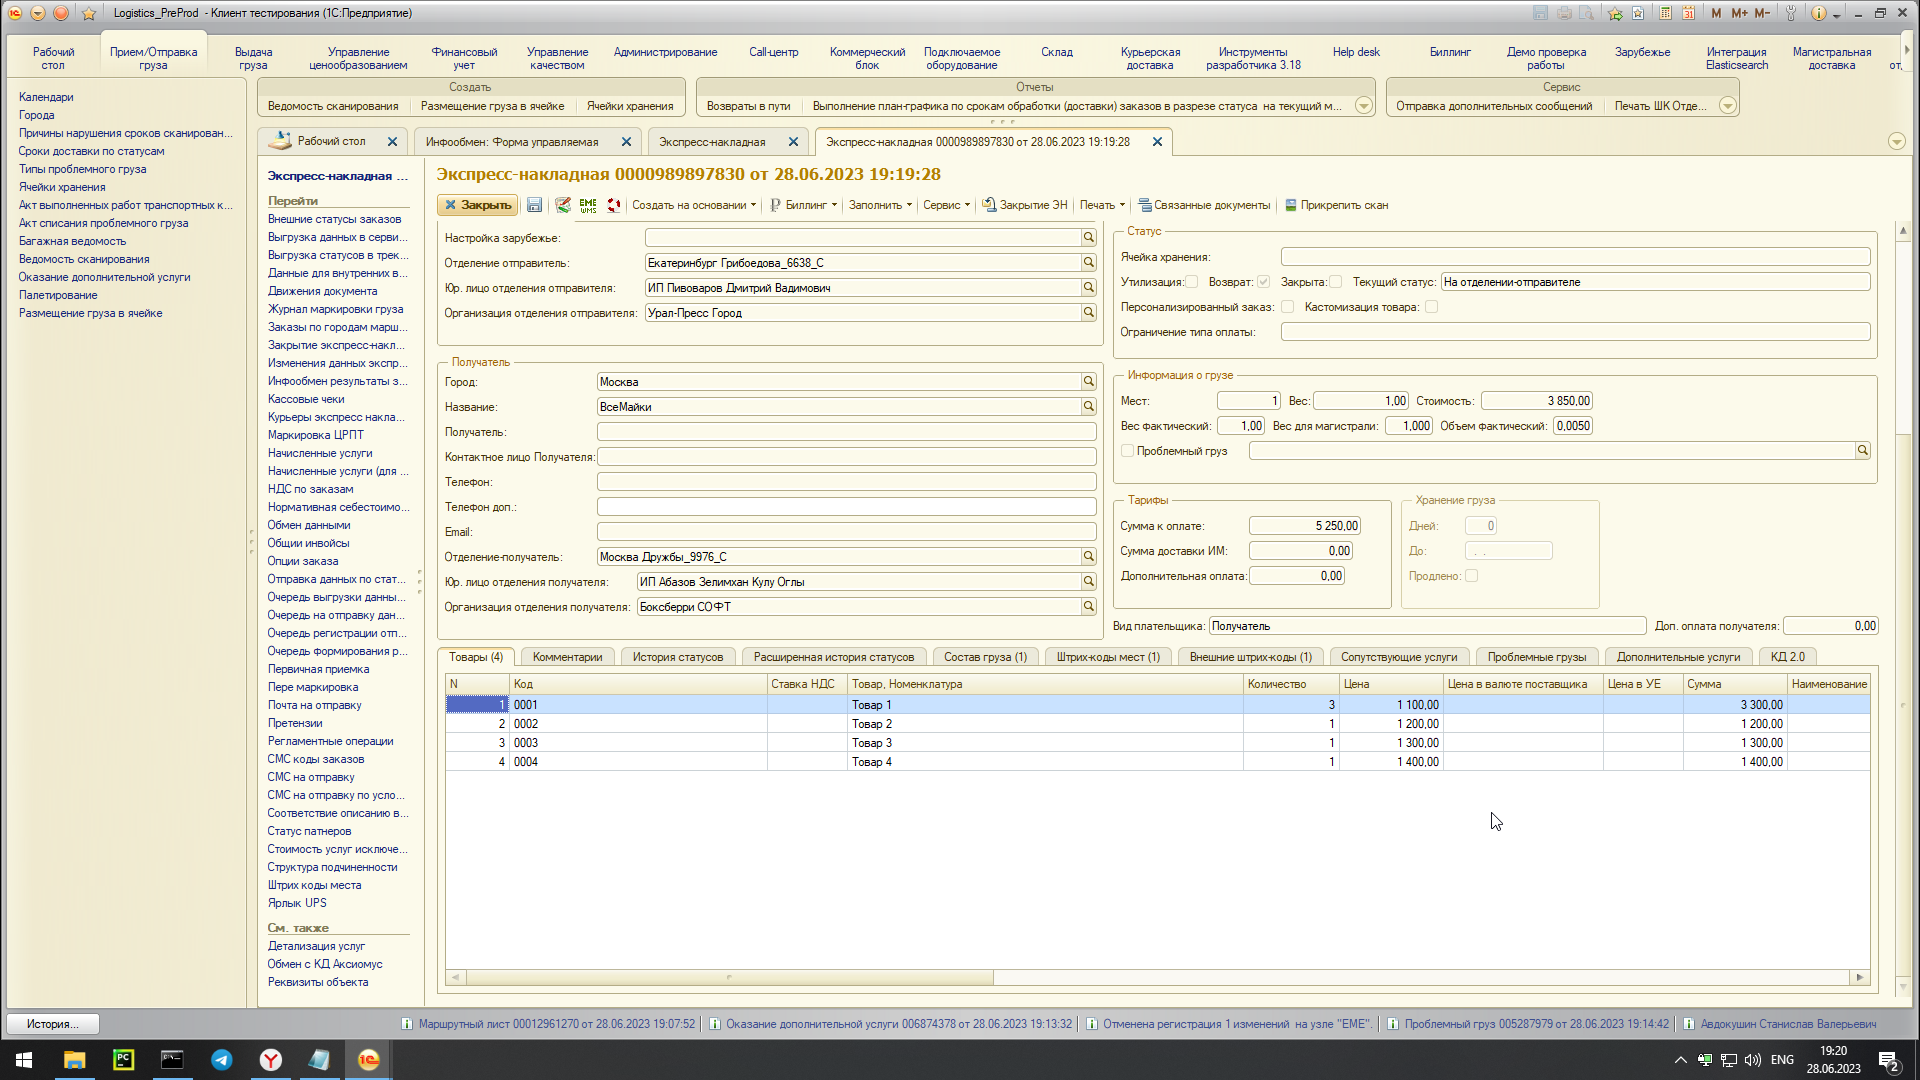 Logistics_PreProd - Клиент тестирования (1С:Предприятие)
M M+ M-
Рабочий стол
Прием/Отправка груза
Выдача груза
Управление ценообразованием
Финансовый учет
Управление качеством
Администрирование
Call-центр
Коммерческий блок
Подключаемое оборудование
Склад
Курьерская доставка
Инструменты разработчика 3.18
Help desk
Биллинг
Демо проверка работы
Зарубежье
Интеграция Elasticsearch
Магистральная доставка
от,
Календари
Города
Причины нарушения сроков сканирован...
Сроки доставки по статусам
Типы проблемного груза
Ячейки хранения
Акт выполненных работ транспортных к...
Акт списания проблемного груза
Багажная ведомость
Ведомость сканирования
Оказание дополнительной услуги
Палетирование
Размещение груза в ячейке
Создать
Ведомость сканирования Размещение груза в ячейке Ячейки хранения
Отчеты
Возвраты в пути Выполнение план-графика по срокам обработки (доставки) заказов в разрезе статуса на текущий м...
Сервис
Отправка дополнительных сообщений Печать ШК Отде...
Рабочий стол
Инфообмен: Форма управляемая
Экспресс-накладная
Экспресс-накладная 0000989897830 от 28.06.2023 19:19:28
Экспресс-накладная ...
Перейти
Внешние статусы заказов
Выгрузка данных в серви...
Выгрузка статусов в трек...
Данные для внутренних в...
Движения документа
Журнал маркировки груза
Заказы по городам марш...
Закрытие экспресс-накл...
Изменения данных экспр...
Инфообмен результаты з...
Кассовые чеки
Курьеры экспресс накла...
Маркировка ЦРПТ
Начисленные услуги
Начисленные услуги (для ...
НДС по заказам
Нормативная себестоимо...
Обмен данными
Общии инвойсы
Опции заказа
Отправка данных по стат...
Очередь выгрузки данны...
Очередь на отправку дан...
Очередь регистрации отп...
Очередь формирования р...
Первичная приемка
Пере маркировка
Почта на отправку
Претензии
Регламентные операции
СМС коды заказов
СМС на отправку
СМС на отправку по усло...
Соответствие описанию в...
Статус патнеров
Стоимость услуг исключе...
Структура подчиненности
Штрих коды места
Ярлык UPS
См. также
Детализация услуг
Обмен с КД Аксиомус
Реквизиты объекта
Экспресс-накладная 0000989897830 от 28.06.2023 19:19:28
Закрыть EME WMS Создать на основании Биллинг Заполнить Сервис Закрытие ЭН Печать Связанные документы Прикрепить скан
Настройка зарубежье:
Отделение отправитель: Екатеринбург Грибоедова_6638_С
Юр. лицо отделения отправителя: ИП Пивоваров Дмитрий Вадимович
Организация отделения отправителя: Урал-Пресс Город
Получатель
Город: Москва
Название: ВсеМайки
Получатель:
Контактное лицо Получателя:
Телефон:
Телефон доп.:
Email:
Отделение-получатель: Москва Дружбы_9976_С
Юр. лицо отделения получателя: ИП Абазов Зелимхан Кулу Оглы
Организация отделения получателя: Боксберри СОФТ
Статус
Ячейка хранения:
Утилизация: Возврат: Закрыта: Текущий статус: На отделении-отправителе
Персонализированный заказ: Кастомизация товара:
Ограничение типа оплаты:
Информация о грузе
Мест: 1 Вес: 1,00 Стоимость: 3 850,00
Вес фактический: 1,00 Вес для магистрали: 1,000 Объем фактический: 0,0050
Проблемный груз
Тарифы
Сумма к оплате: 5 250,00
Сумма доставки ИМ: 0,00
Дополнительная оплата: 0,00
Хранение груза
Дней: 0
До: . .
Продлено:
Вид плательщика: Получатель Доп. оплата получателя: 0,00
Товары (4) Комментарии История статусов Расширенная история статусов Состав груза (1) Штрих-коды мест (1) Внешние штрих-коды (1) Сопутствующие услуги Проблемные грузы Дополнительные услуги КД 2.0
N Код Ставка НДС Товар, Номенклатура Количество Цена Цена в валюте поставщика Цена в УЕ Сумма Наименование
1 0001 Товар 1 3 1 100,00 3 300,00
2 0002 Товар 2 1 1 200,00 1 200,00
3 0003 Товар 3 1 1 300,00 1 300,00
4 0004 Товар 4 1 1 400,00 1 400,00
История... Маршрутный лист 00012961270 от 28.06.2023 19:07:52 Оказание дополнительной услуги 006874378 от 28.06.2023 19:13:32 Отменена регистрация 1 изменений на узле "EME". Проблемный груз 005287979 от 28.06.2023 19:14:42 Авдокушин Станислав Валерьевич
ENG
19:20
28.06.2023
2